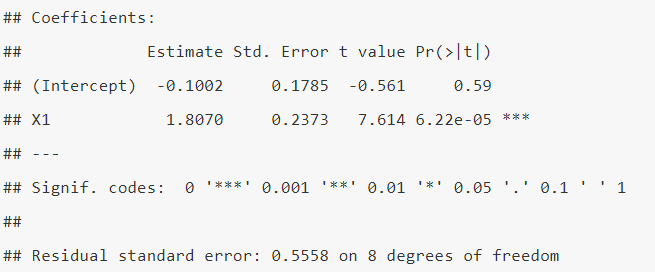 ## Coefficients:
##             Estimate Std. Error t value Pr(>|t|)
## (Intercept)  -0.1002     0.1785  -0.561     0.59
## X1            1.8070     0.2373   7.614 6.22e-05 ***
## ---
## Signif. codes:  0 '***' 0.001 '**' 0.01 '*' 0.05 '.' 0.1 ' ' 1
##
## Residual standard error: 0.5558 on 8 degrees of freedom